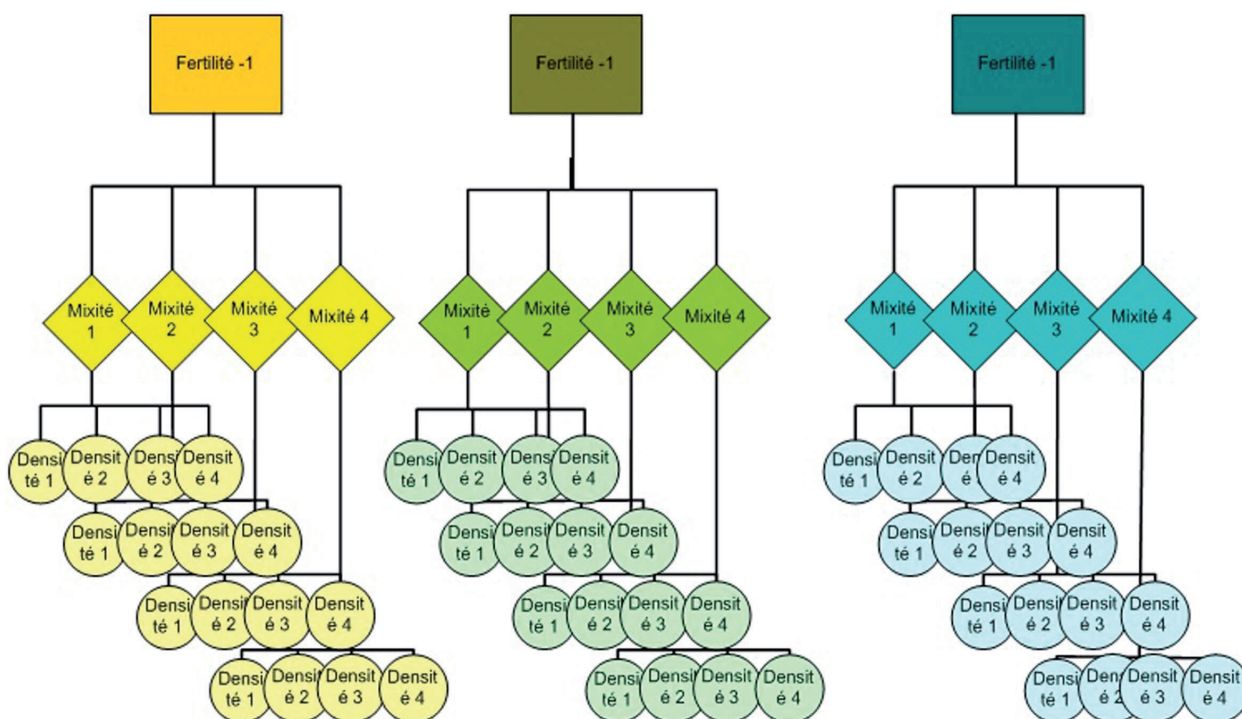 Fertilité -1
Fertilité -1
Fertilité -1
Mixité
1
Mixité
2
Mixité
3
Mixité 4
Mixité
1
Mixité
2
Mixité
3
Mixité 4
Mixité
1
Mixité
2
Mixité
3
Mixité 4
Densi
té 1
Densit
é 2
Densit
é 3
Densit
é 4
Densi
té 1
Densit
é 2
Densit
é 3
Densit
é 4
Densi
té 1
Densit
é 2
Densit
é 3
Densit
é 4
Densi
té 1
Densit
é 2
Densit
é 3
Densit
é 4
Densi
té 1
Densit
é 2
Densit
é 3
Densit
é 4
Densi
té 1
Densit
é 2
Densit
é 3
Densit
é 4
Densi
té 1
Densit
é 2
Densit
é 3
Densit
é 4
Densi
té 1
Densit
é 2
Densit
é 3
Densit
é 4
Densi
té 1
Densit
é 2
Densit
é 3
Densit
é 4
Densi
té 1
Densit
é 2
Densit
é 3
Densit
é 4
Densi
té 1
Densit
é 2
Densit
é 3
Densit
é 4
Densi
té 1
Densit
é 2
Densit
é 3
Densit
é 4